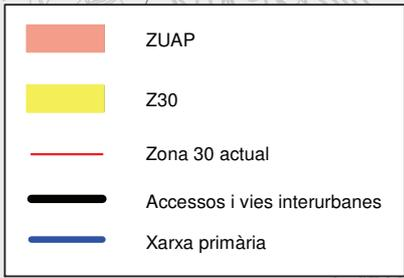 ZUAP
Z30
Zona 30 actual
Accessos i vies interurbanes
Xarxa primària